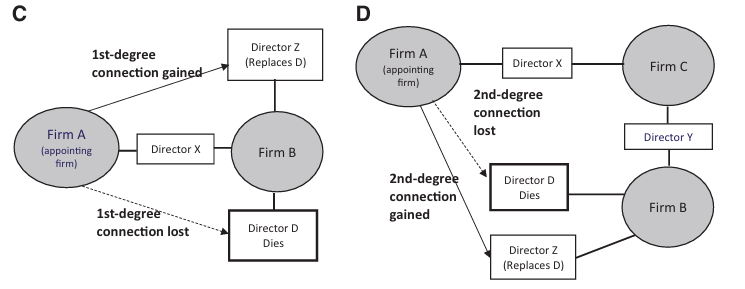 C
1st-degree
connection gained
Director Z
(Replaces D)
Firm A
(appointing
firm)
Director X
Firm B
1st-degree
connection lost
Director D
Dies
D
Firm A
(appointing
firm)
Director X
Firm C
2nd-degree
connection
lost
Director Y
2nd-degree
connection
gained
Director D
Dies
Firm B
Director Z
(Replaces D)